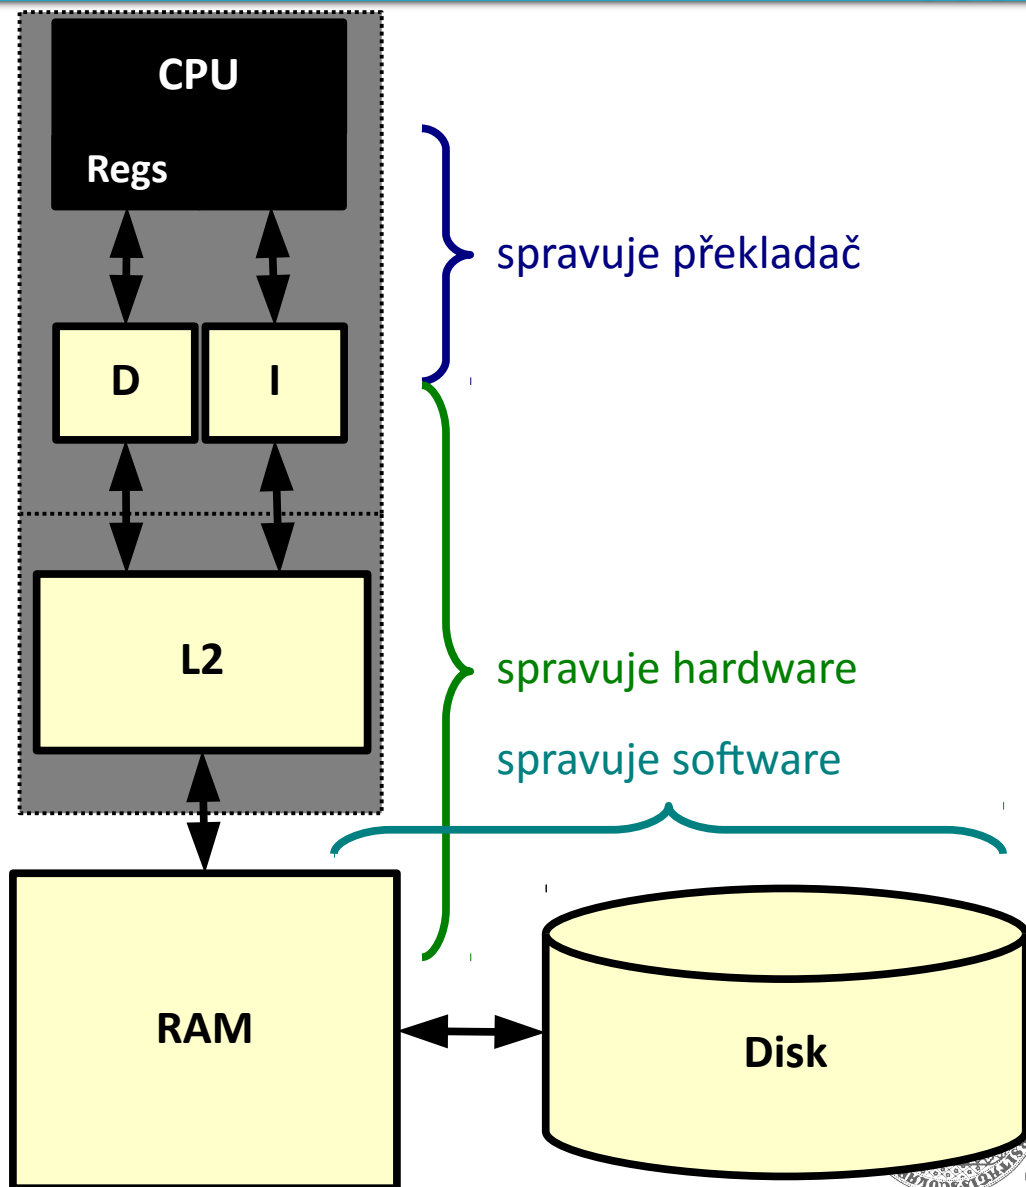 CPU
Regs
spravuje překladač
D
I
L2
spravuje hardware
spravuje software
RAM
Disk